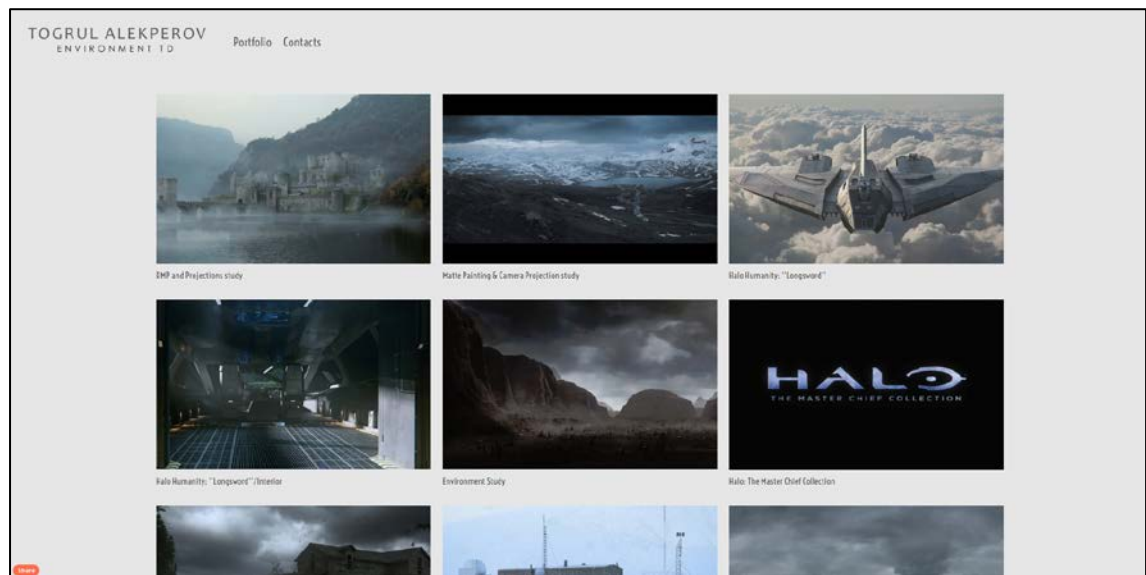 TOGRUL ALEKPEROV
ENVIRONMENT TD
Portfolio Contacts
DMP and Projections study
Matte Painting & Camera Projection study
Halo Humanity: "Longsword"
HALO
THE MASTER CHIEF COLLECTION
Halo Humanity: "Longsword"/Interior
Environment Study
Halo: The Master Chief Collection
Share